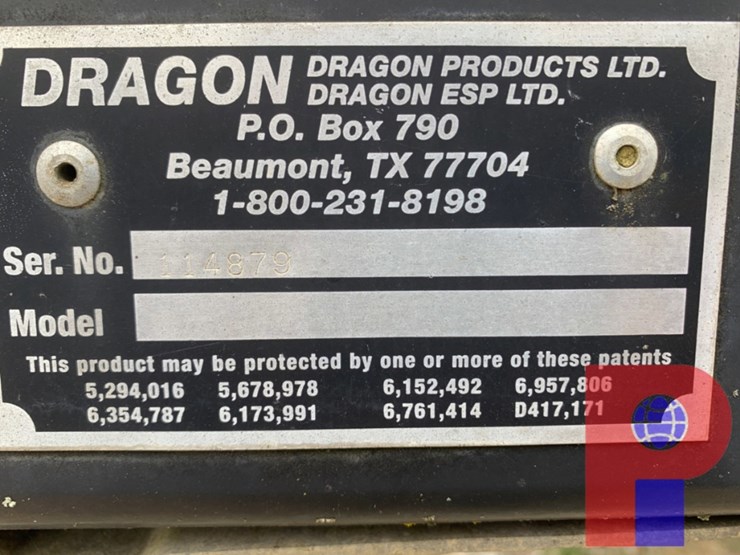 DRAGON DRAGON PRODUCTS LTD.
DRAGON ESP LTD.
P.O. Box 790
Beaumont, TX 77704
1-800-231-8198
Ser. No. 114879
Model
This product may be protected by one or more of these patents
5,294,016 5,678,978 6,152,492 6,957,806
6,354,787 6,173,991 6,761,414 D417,171
Pi